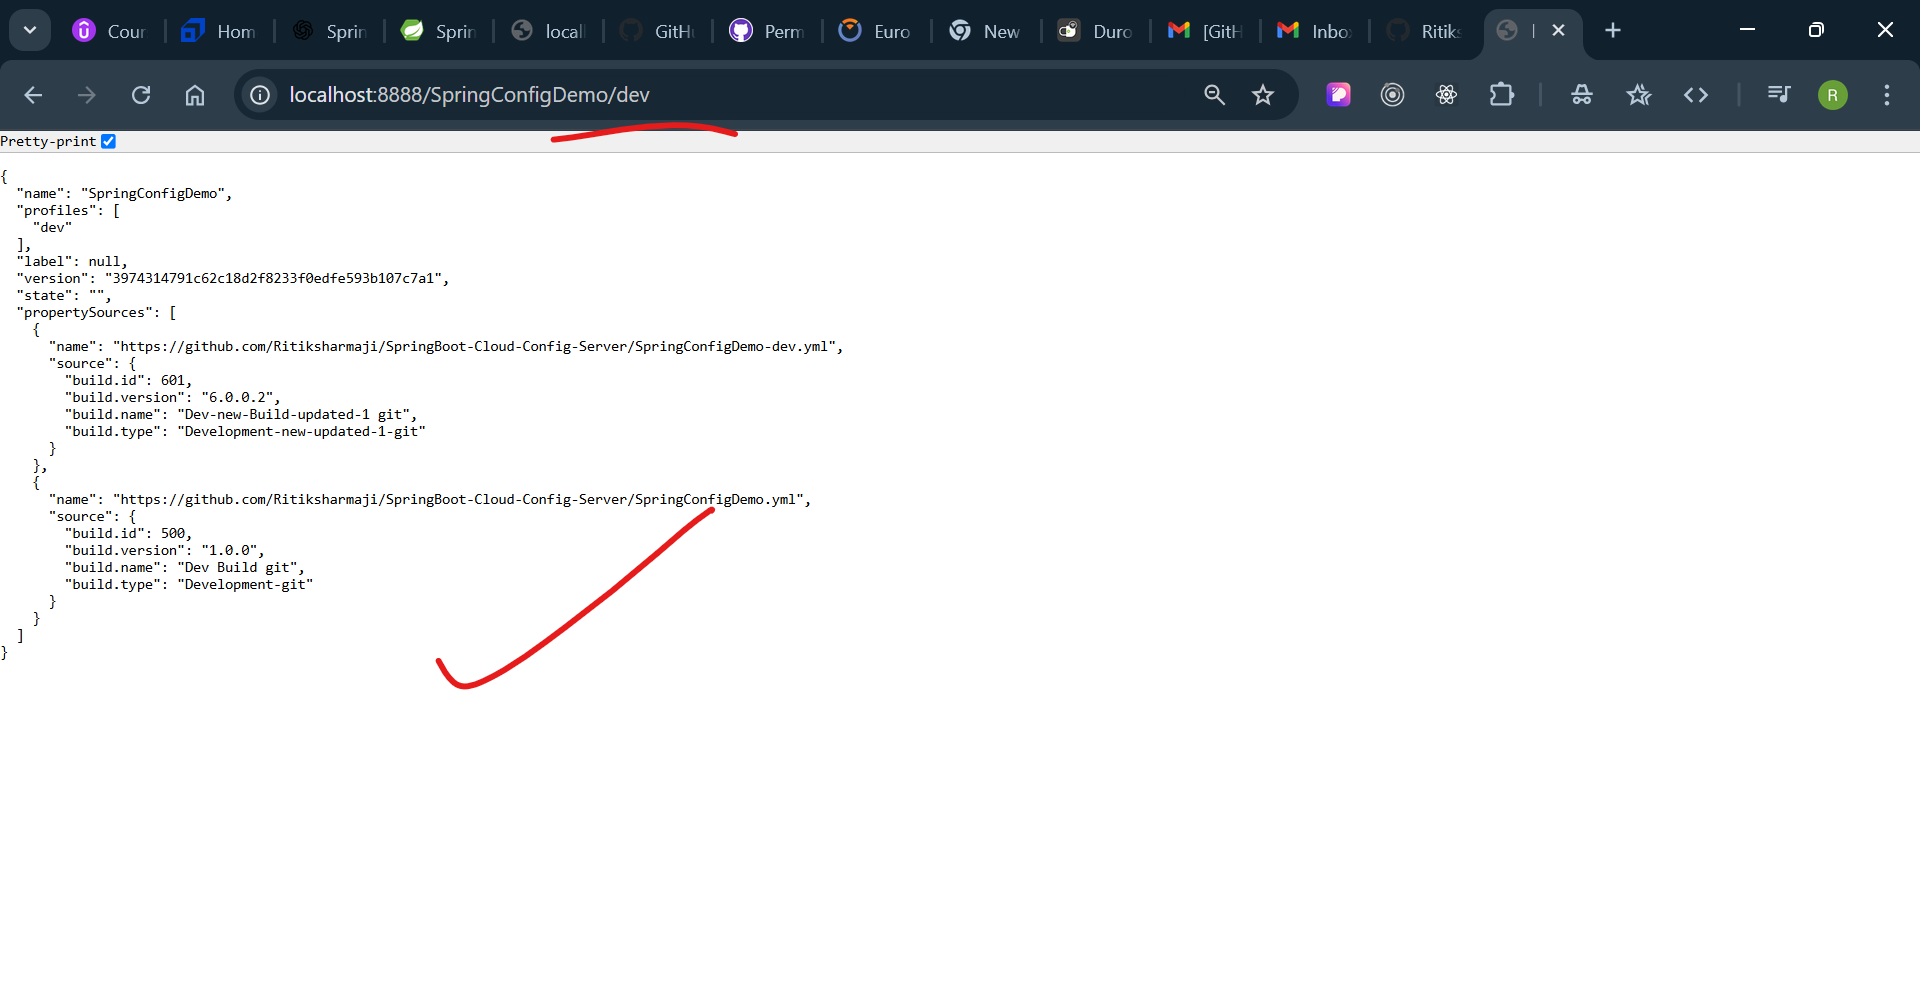 Cour
Hom
Sprin
Sprin
local
GitHu
Perm
Euro
New
Duro
[GitH
Inbo
Ritiks
localhost:8888/SpringConfigDemo/dev
R
Pretty-print
{
  "name": "SpringConfigDemo",
  "profiles": [
    "dev"
  ],
  "label": null,
  "version": "3974314791c62c18d2f8233f0edfe593b107c7a1",
  "state": "",
  "propertySources": [
    {
      "name": "https://github.com/Ritiksharmaji/SpringBoot-Cloud-Config-Server/SpringConfigDemo-dev.yml",
      "source": {
        "build.id": 601,
        "build.version": "6.0.0.2",
        "build.name": "Dev-new-Build-updated-1 git",
        "build.type": "Development-new-updated-1-git"
      }
    },
    {
      "name": "https://github.com/Ritiksharmaji/SpringBoot-Cloud-Config-Server/SpringConfigDemo.yml",
      "source": {
        "build.id": 500,
        "build.version": "1.0.0",
        "build.name": "Dev Build git",
        "build.type": "Development-git"
      }
    }
  ]
}